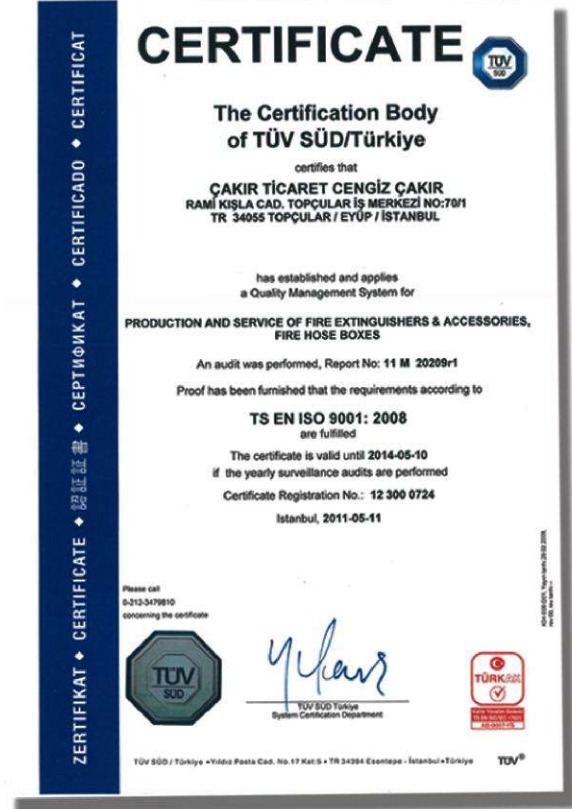 CERTIFICATE
TÜV
SÜD
The Certification Body
of TÜV SÜD/Türkiye
certifies that
ÇAKIR TİCARET CENGİZ ÇAKIR
RAMİ KIŞLA CAD. TOPÇULAR İŞ MERKEZİ NO:70/1
TR 34055 TOPÇULAR / EYÜP / İSTANBUL
has established and applies
a Quality Management System for
PRODUCTION AND SERVICE OF FIRE EXTINGUISHERS & ACCESSORIES,
FIRE HOSE BOXES
An audit was performed, Report No: 11 M 20209r1
Proof has been furnished that the requirements according to
TS EN ISO 9001: 2008
are fulfilled
The certificate is valid until 2014-05-10
if the yearly surveillance audits are performed
Certificate Registration No.: 12 300 0724
Istanbul, 2011-05-11
Please call
0-212-3479810
concerning the certificate
TÜV
SÜD
TÜV SÜD Türkiye
System Certification Department
TÜRKAK
TÜV SÜD / Türkiye • Yıldız Posta Cad. No.17 Kat:5 • TR 34394 Esentepe - İstanbul • Türkiye
TÜV®
ZERTIFIKAT ◆ CERTIFICATE ◆ 認証証書 ◆ СЕРТИФИКАТ ◆ CERTIFICADO ◆ CERTIFICAT